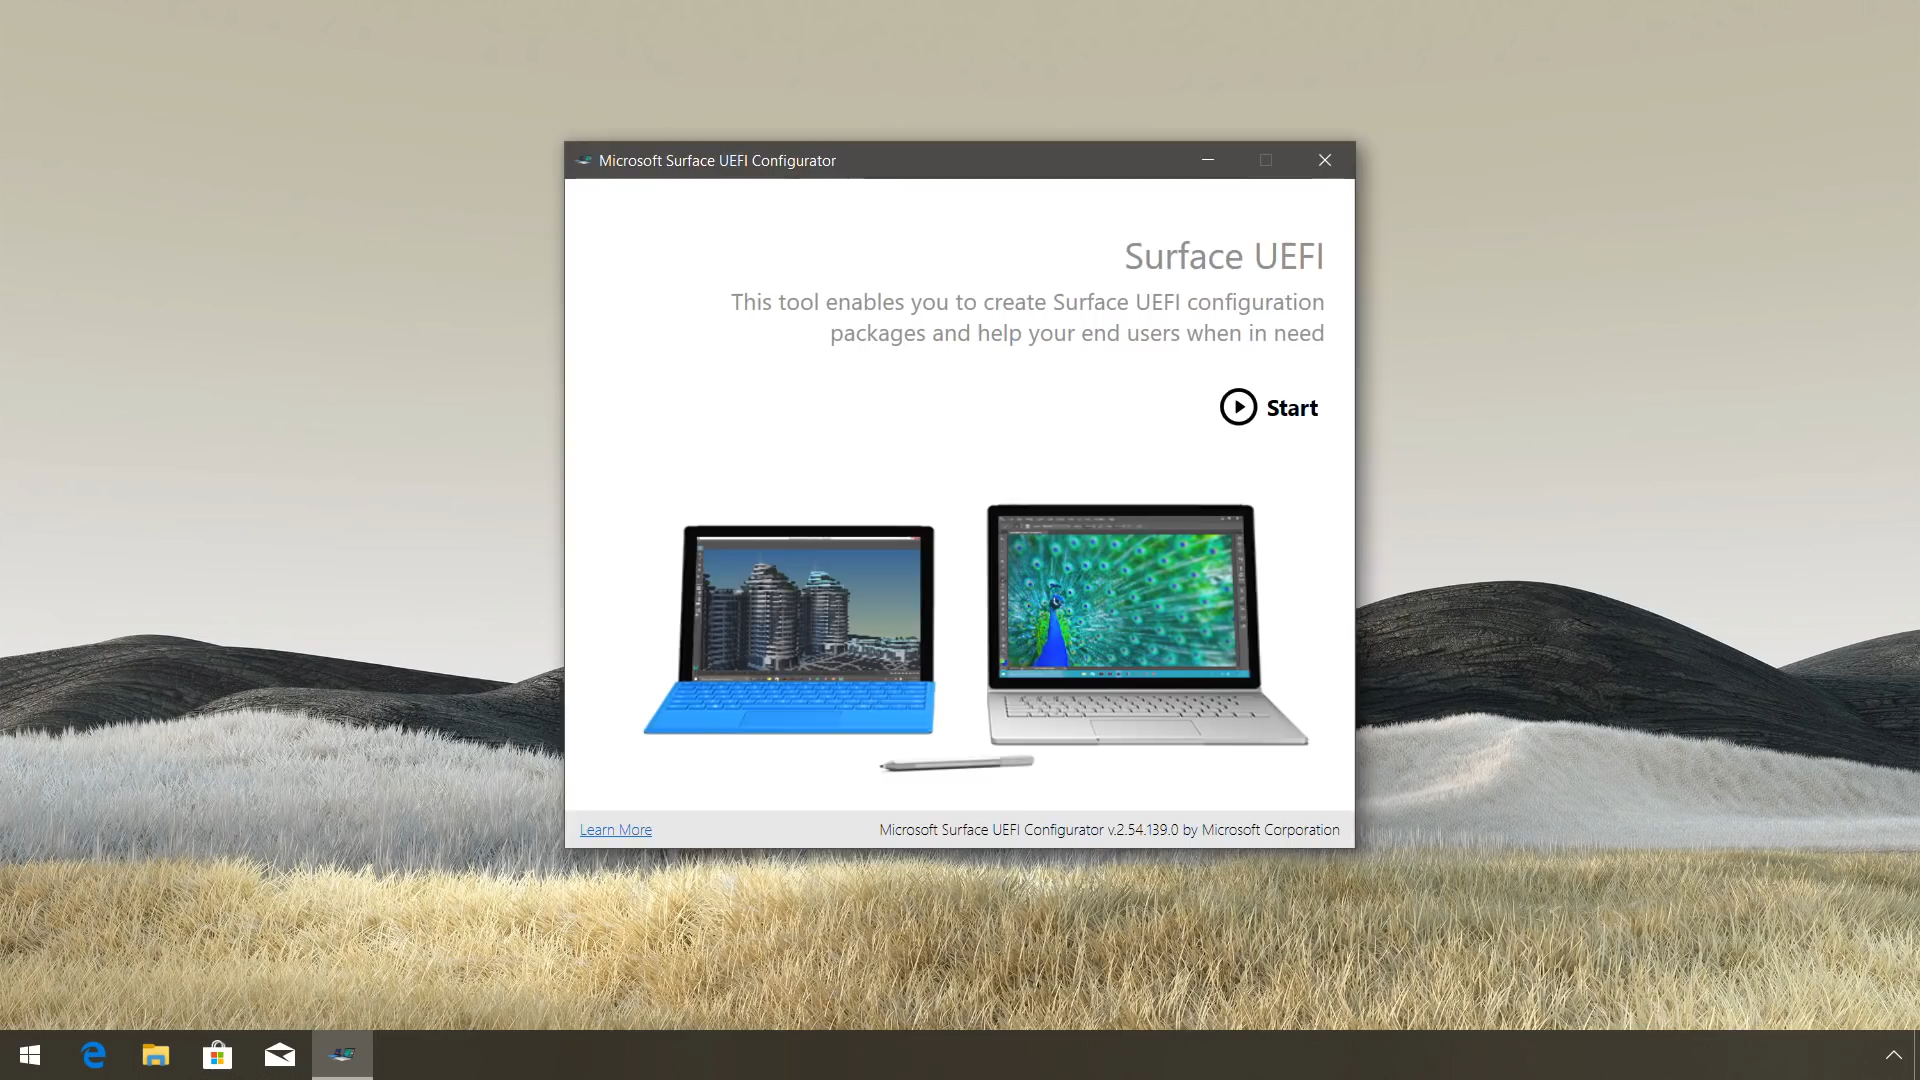 Microsoft Surface UEFI Configurator
Surface UEFI
This tool enables you to create Surface UEFI configuration
packages and help your end users when in need
Start
Learn More
Microsoft Surface UEFI Configurator v.2.54.139.0 by Microsoft Corporation